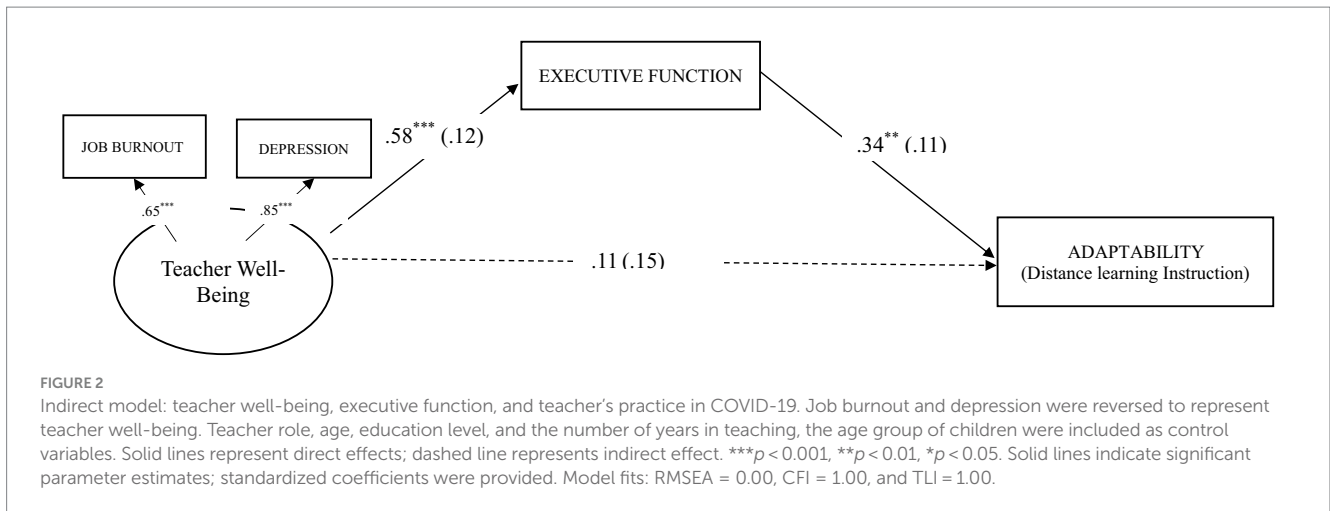 EXECUTIVE FUNCTION
JOB BURNOUT
DEPRESSION
.58*** (.12)
.34** (.11)
.65***
.85***
Teacher Well-
Being
.11 (.15)
ADAPTABILITY
(Distance learning Instruction)
FIGURE 2
Indirect model: teacher well-being, executive function, and teacher's practice in COVID-19. Job burnout and depression were reversed to represent
teacher well-being. Teacher role, age, education level, and the number of years in teaching, the age group of children were included as control
variables. Solid lines represent direct effects; dashed line represents indirect effect. ***p < 0.001, **p < 0.01, *p < 0.05. Solid lines indicate significant
parameter estimates; standardized coefficients were provided. Model fits: RMSEA = 0.00, CFI = 1.00, and TLI = 1.00.